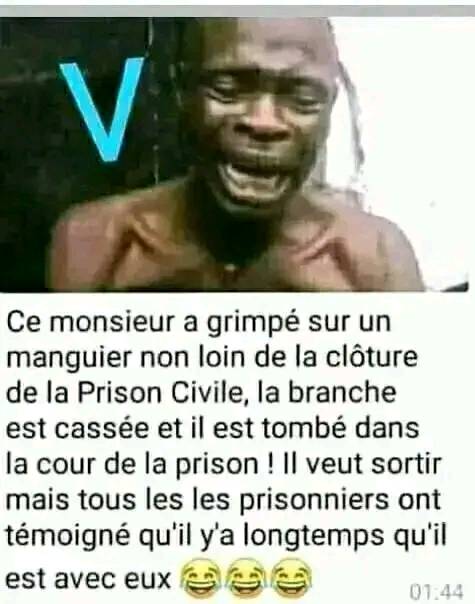 V
Ce monsieur a grimpé sur un
manguier non loin de la clôture
de la Prison Civile, la branche
est cassée et il est tombé dans
la cour de la prison ! Il veut sortir
mais tous les les prisonniers ont
témoigné qu'il y'a longtemps qu'il
est avec eux 😂😂😂
01:44